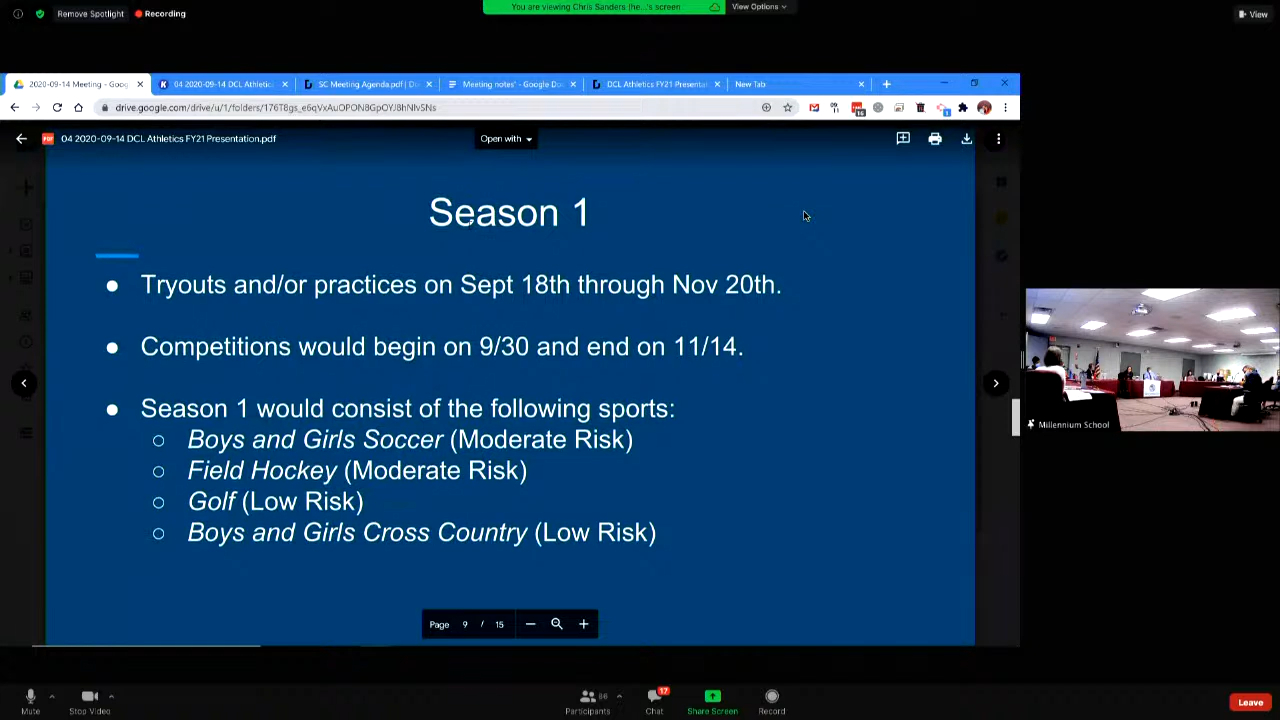 Remove Spotlight
Recording
You are viewing Chris Sanders (he...'s screen
View Options
View
2020-09-14 Meeting - Goog
04 2020-09-14 DCL Athletics
SC Meeting Agenda.pdf | D
Meeting notes' - Google Do
DCL Athletics FY21 Presentat
New Tab
04 2020-09-14 DCL Athletics FY21 Presentation.pdf
Open with
Season 1
Tryouts and/or practices on Sept 18th through Nov 20th.
Competitions would begin on 9/30 and end on 11/14.
Season 1 would consist of the following sports:
Boys and Girls Soccer (Moderate Risk)
Field Hockey (Moderate Risk)
Golf (Low Risk)
Boys and Girls Cross Country (Low Risk)
Millennium School
Page 9 / 15
Mute
Stop Video
Participants 86
Chat 17
Share Screen
Record
Leave